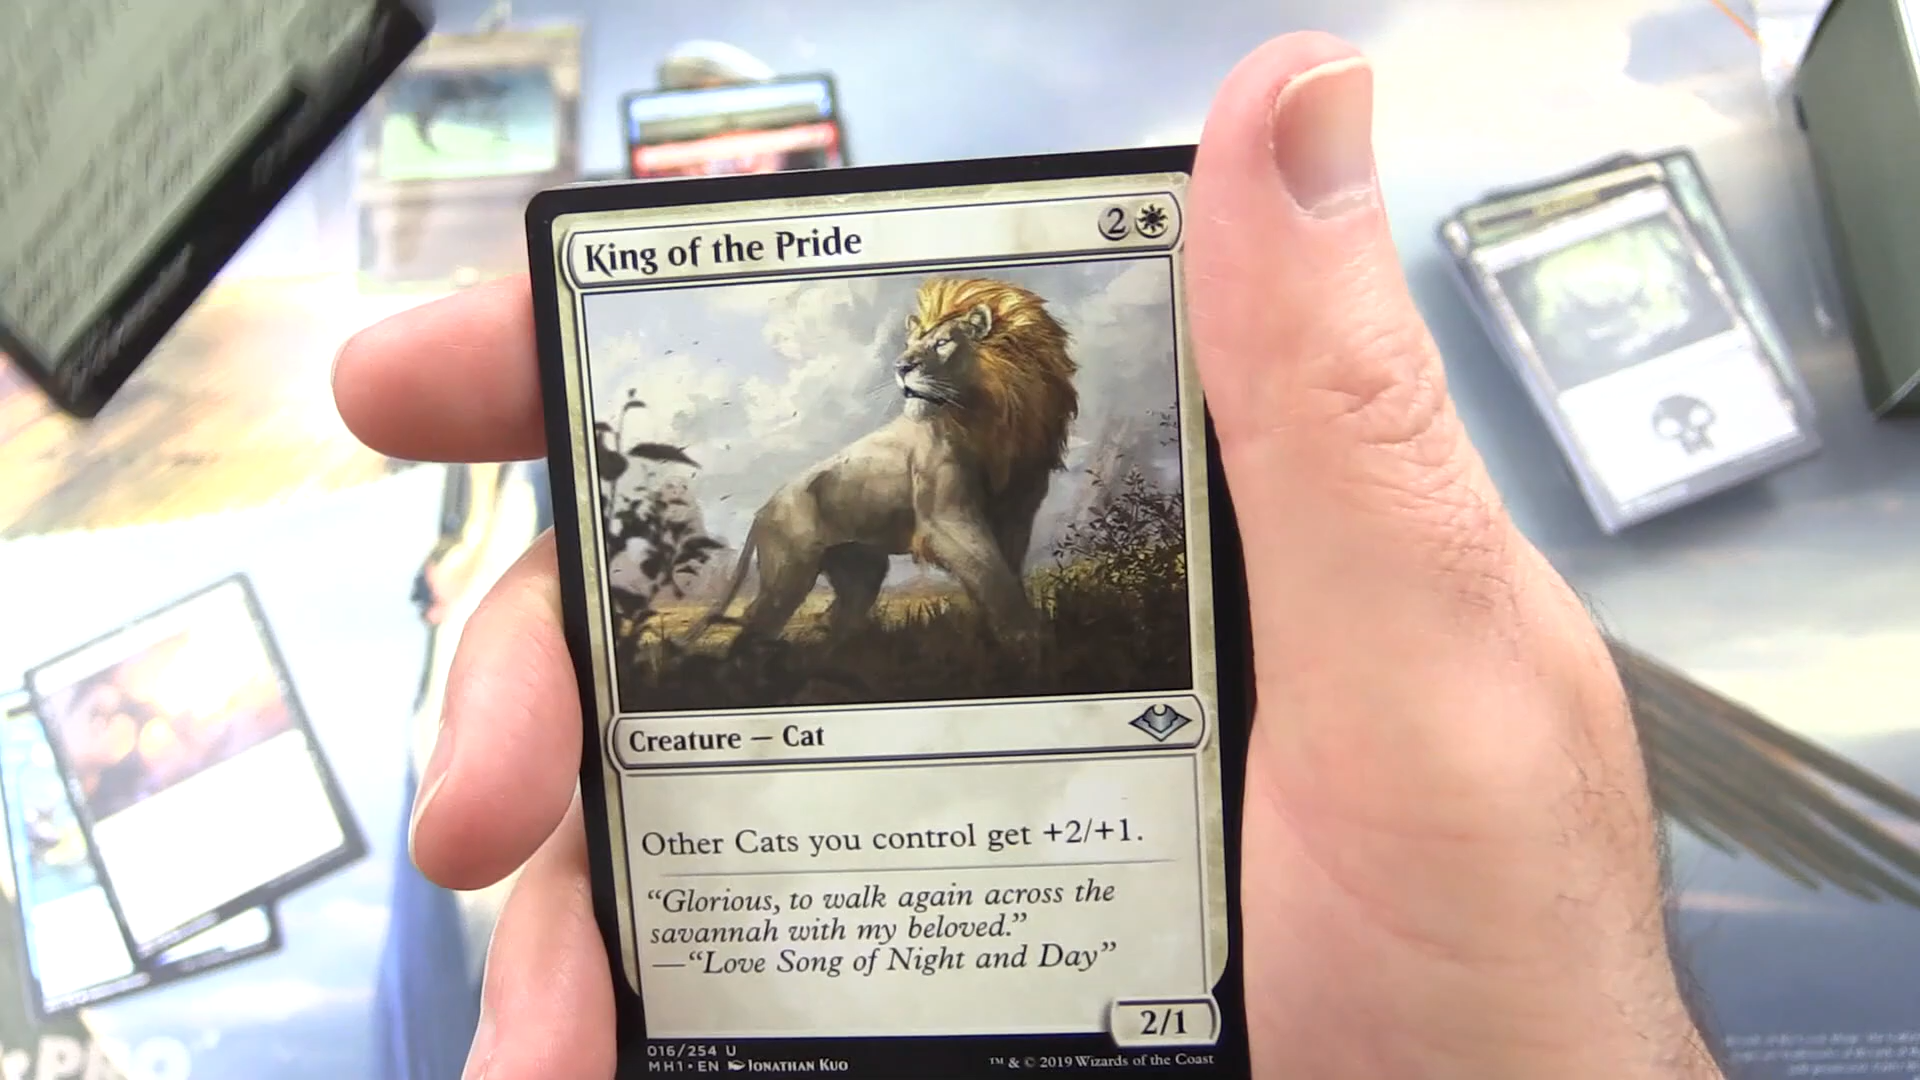 King of the Pride 2
Creature — Cat
Other Cats you control get +2/+1.
“Glorious, to walk again across the
savannah with my beloved.”
—“Love Song of Night and Day”
2/1
016/254 U
MH1 • EN Jonathan Kuo
™ & © 2019 Wizards of the Coast
PRO